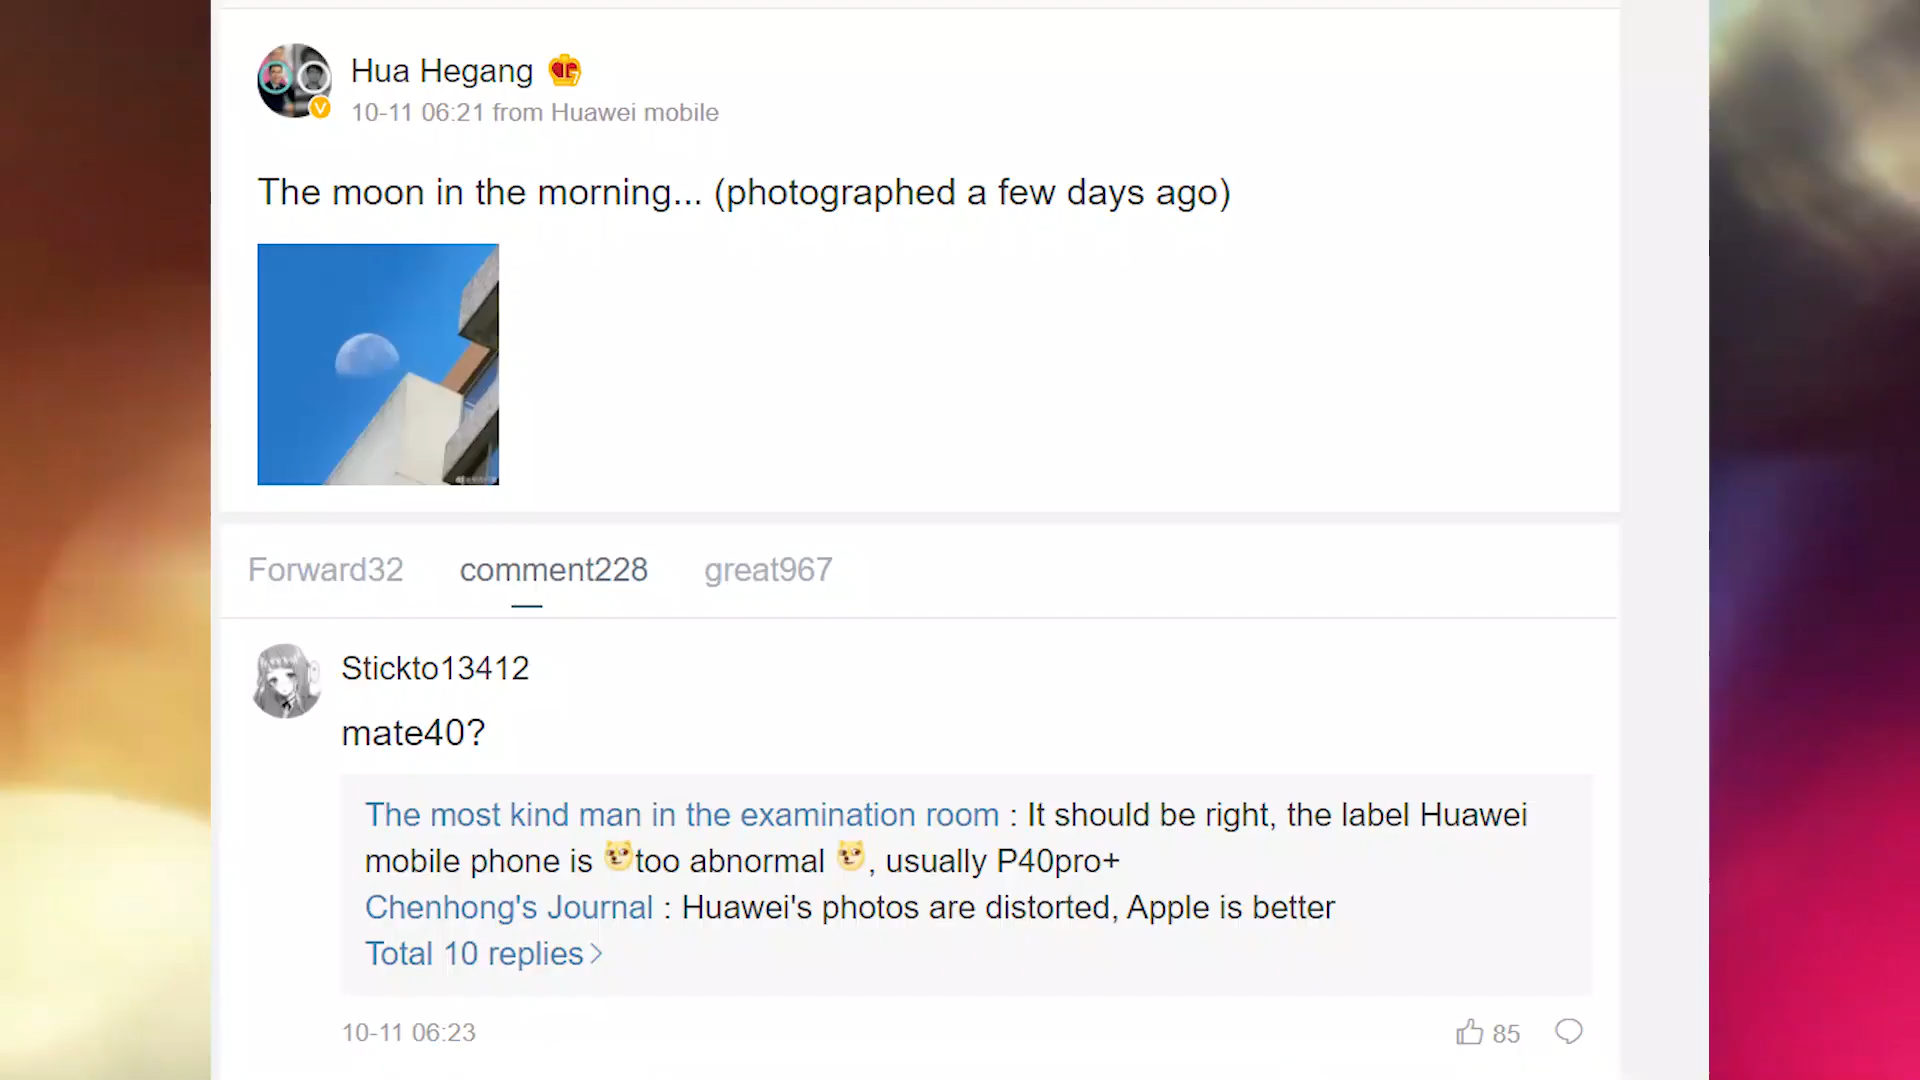 Hua Hegang
10-11 06:21 from Huawei mobile
The moon in the morning... (photographed a few days ago)
Forward32 comment228 great967
Stickto13412
mate40?
The most kind man in the examination room : It should be right, the label Huawei
mobile phone is too abnormal , usually P40pro+
Chenhong's Journal : Huawei's photos are distorted, Apple is better
Total 10 replies>
10-11 06:23
85